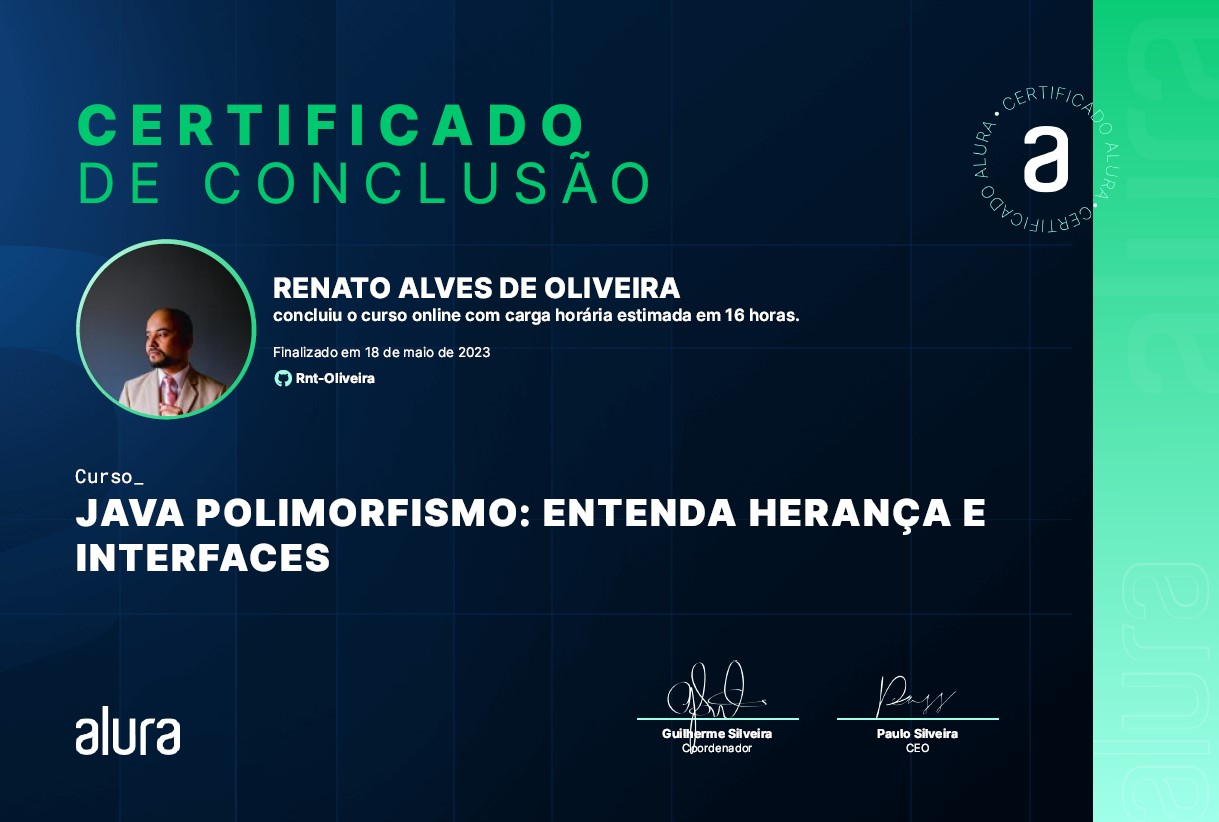 CERTIFICADO
DE CONCLUSÃO
CERTIFICADO ALURA • CERTIFICADO ALURA •
a
RENATO ALVES DE OLIVEIRA
concluiu o curso online com carga horária estimada em 16 horas.
Finalizado em 18 de maio de 2023
Rnt-Oliveira
Curso_
JAVA POLIMORFISMO: ENTENDA HERANÇA E
INTERFACES
alura
Guilherme Silveira
Coordenador
Paulo Silveira
CEO
alura
alura